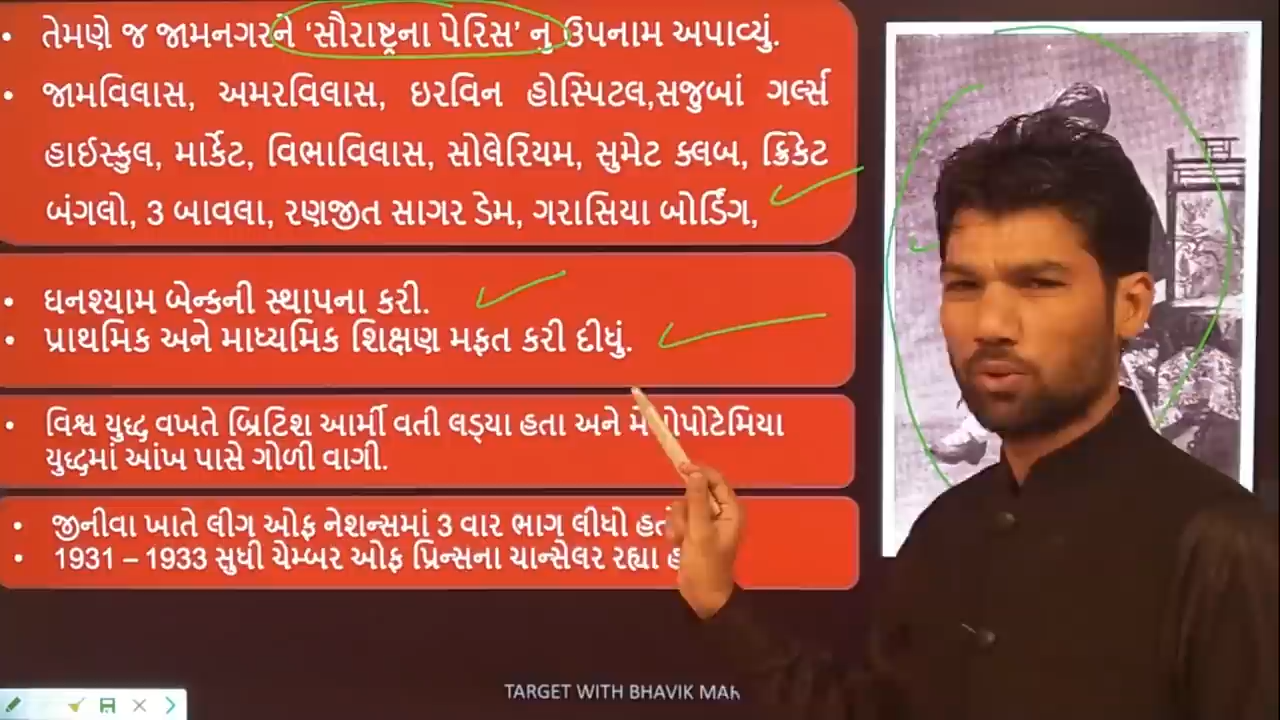 • તેમણે જ જામનગરને ‘સૌરાષ્ટ્રના પેરિસ’ નુ ઉપનામ અપાવ્યું.
• જામવિલાસ, અમરવિલાસ, ઇરવિન હોસ્પિટલ,સજુબાં ગર્લ્સ
હાઈસ્કુલ, માર્કેટ, વિભાવિલાસ, સોલેરિયમ, સુમેટ ક્લબ, ક્રિકેટ
બંગલો, 3 બાવલા, રણજીત સાગર ડેમ, ગરાસિયા બોર્ડિંગ,
• ઘનશ્યામ બેન્કની સ્થાપના કરી.
• પ્રાથમિક અને માધ્યમિક શિક્ષણ મફત કરી દીધું.
• વિશ્વ યુદ્ધ વખતે બ્રિટિશ આર્મી વતી લડ્યા હતા અને
યુદ્ધમાં આંખ પાસે ગોળી વાગી.
• જીનીવા ખાતે લીગ ઓફ નેશન્સમાં 3 વાર ભાગ લીધો
• 1931 – 1933 સુધી ચેમ્બર ઓફ પ્રિન્સના ચાન્સેલર રહ્યા
TARGET WITH BHAVIK